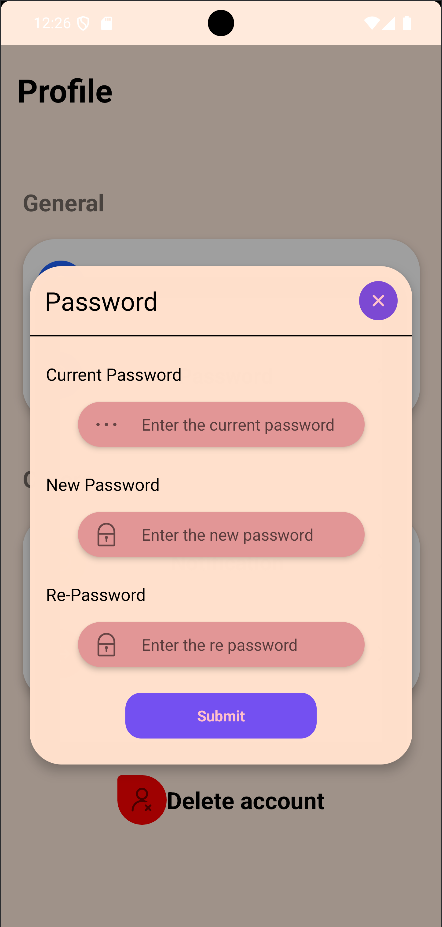 12:26
Profile
General
Password
Current Password
Enter the current password
New Password
Enter the new password
Re-Password
Enter the re password
Submit
Delete account